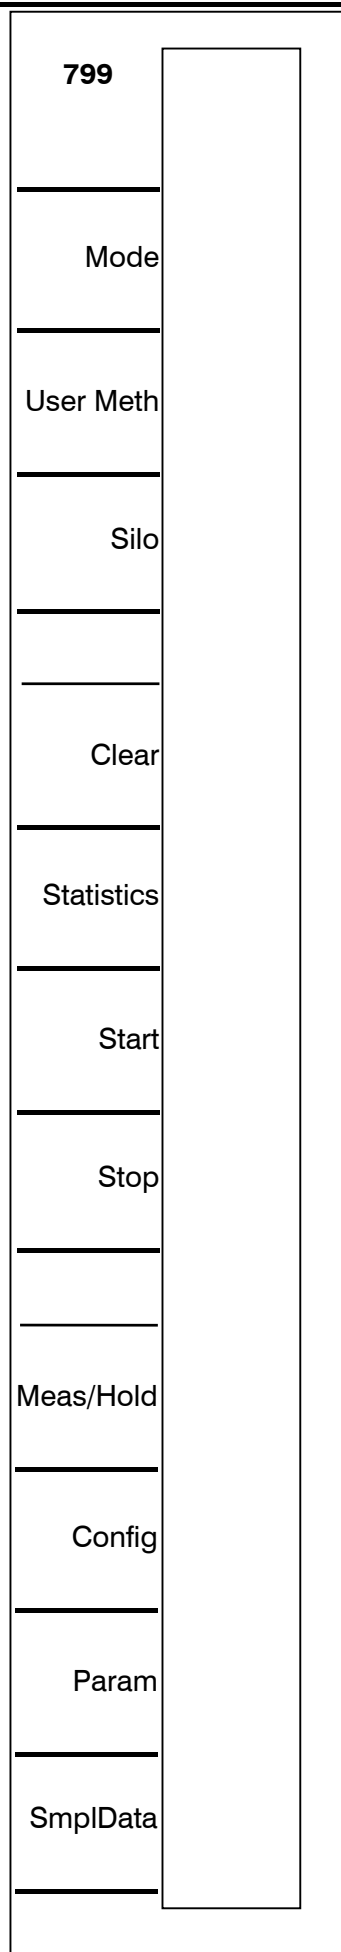 799
Mode
User Meth
Silo
Clear
Statistics
Start
Stop
Meas/Hold
Config
Param
SmplData